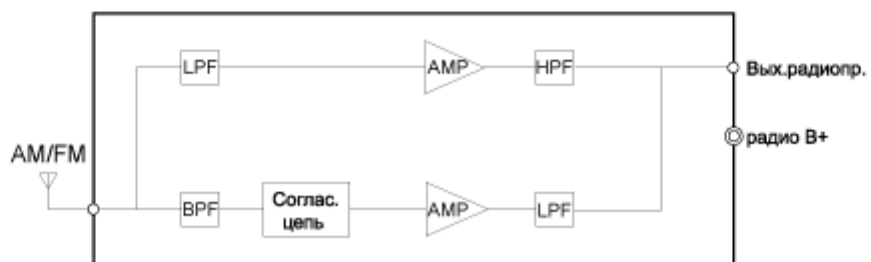 LPF
AMP
HPF
Вых.радиопр.
радио B+
AM/FM
BPF
Соглас.
цепь
AMP
LPF